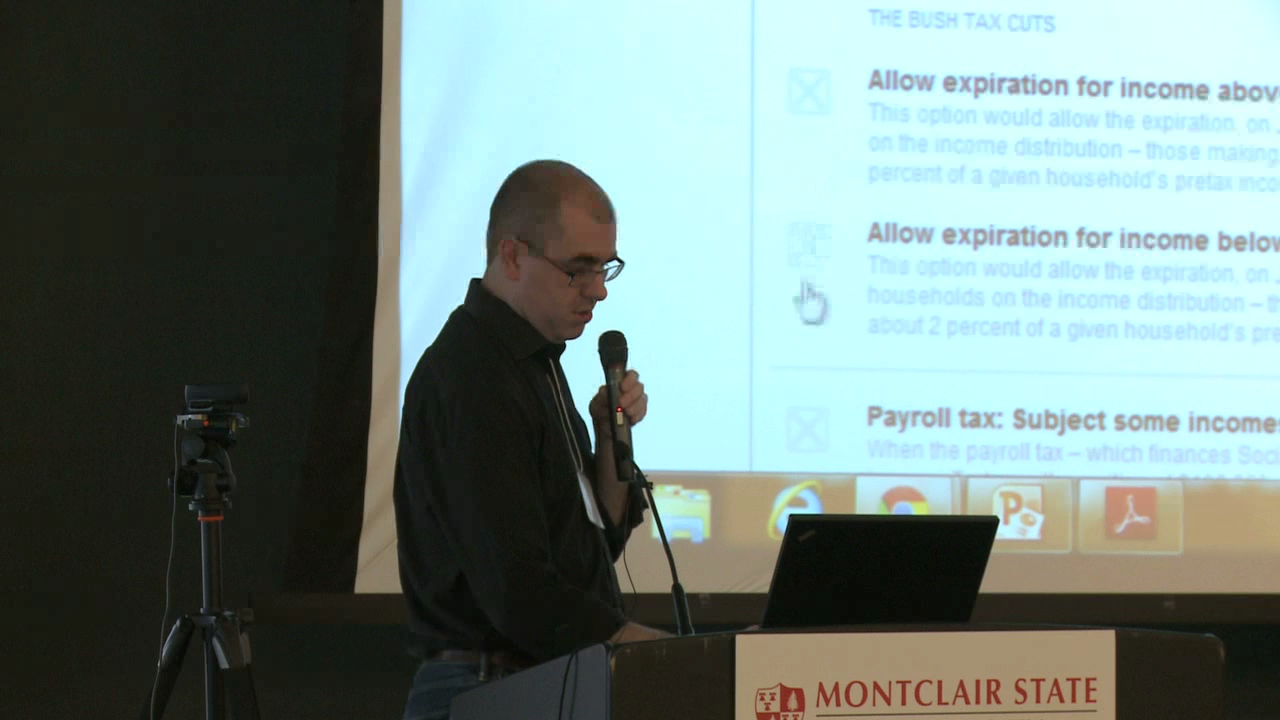 THE BUSH TAX CUTS
Allow expiration for income above
This option would allow the expiration, on
on the income distribution – those making
percent of a given household's pretax inco
Allow expiration for income below
This option would allow the expiration, on
households on the income distribution – th
about 2 percent of a given household's pre
Payroll tax: Subject some incomes
When the payroll tax – which finances Soci
MONTCLAIR STATE